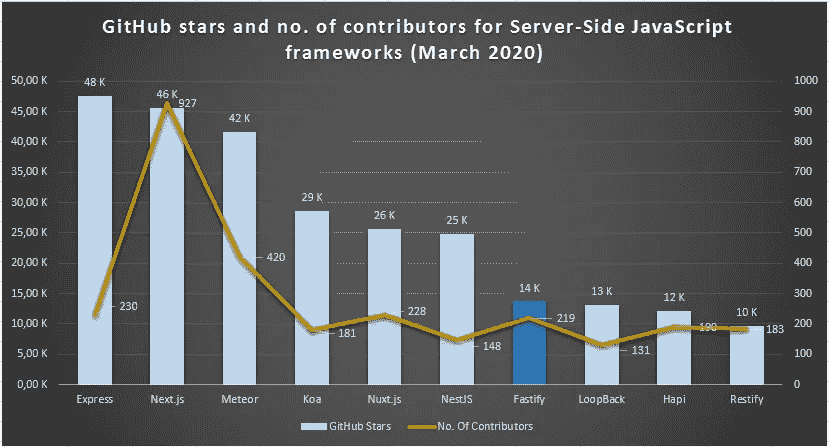 GitHub stars and no. of contributors for Server-Side JavaScript
frameworks (March 2020)
50,00 K
45,00 K
40,00 K
35,00 K
30,00 K
25,00 K
20,00 K
15,00 K
10,00 K
5,00 K
0,00 K
48 K
46 K
42 K
29 K
26 K
25 K
14 K
13 K
12 K
10 K
230
927
420
181
228
148
219
131
183
1000
900
800
700
600
500
400
300
200
100
0
Express Next.js Meteor Koa Nuxt.js NestJS Fastify LoopBack Hapi Restify
GitHub Stars No. Of Contributors